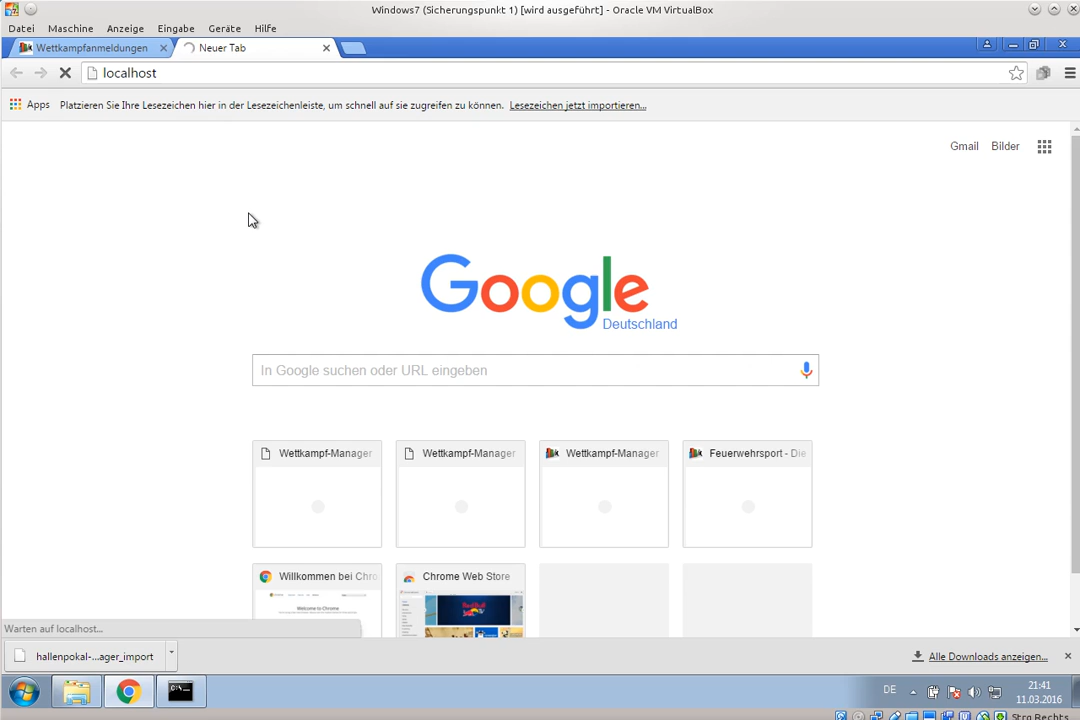 Windows7 (Sicherungspunkt 1) [wird ausgeführt] - Oracle VM VirtualBox
Datei Maschine Anzeige Eingabe Geräte Hilfe
Wettkampfanmeldungen Neuer Tab
localhost
Apps Platzieren Sie Ihre Lesezeichen hier in der Lesezeichenleiste, um schnell auf sie zugreifen zu können. Lesezeichen jetzt importieren...
Gmail Bilder
Google
Deutschland
In Google suchen oder URL eingeben
Wettkampf-Manager Wettkampf-Manager Wettkampf-Manager Feuerwehrsport - Die
Willkommen bei Chro Chrome Web Store
Warten auf localhost...
hallenpokal-...ager_import Alle Downloads anzeigen...
DE 21:41
11.03.2016
Strg Rechts